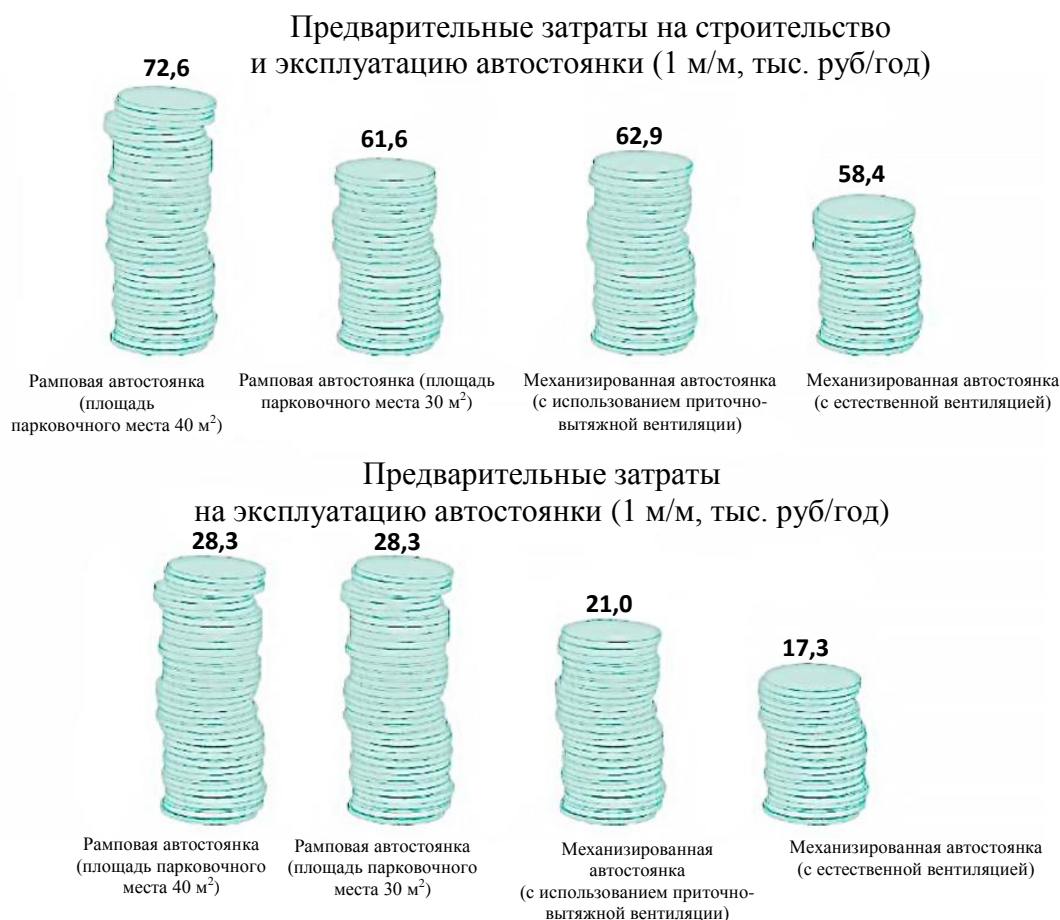 Предварительные затраты на строительство
и эксплуатацию автостоянки (1 м/м, тыс. руб/год)
72,6
61,6
62,9
58,4
Рамповая автостоянка
(площадь
парковочного места 40 м²)
Рамповая автостоянка (площадь
парковочного места 30 м²)
Механизированная автостоянка
(с использованием приточно-
вытяжной вентиляции)
Механизированная автостоянка
(с естественной вентиляцией)
Предварительные затраты
на эксплуатацию автостоянки (1 м/м, тыс. руб/год)
28,3
28,3
21,0
17,3
Рамповая автостоянка
(площадь парковочного
места 40 м²)
Рамповая автостоянка
(площадь парковочного
места 30 м²)
Механизированная
автостоянка
(с использованием приточно-
вытяжной вентиляции)
Механизированная автостоянка
(с естественной вентиляцией)